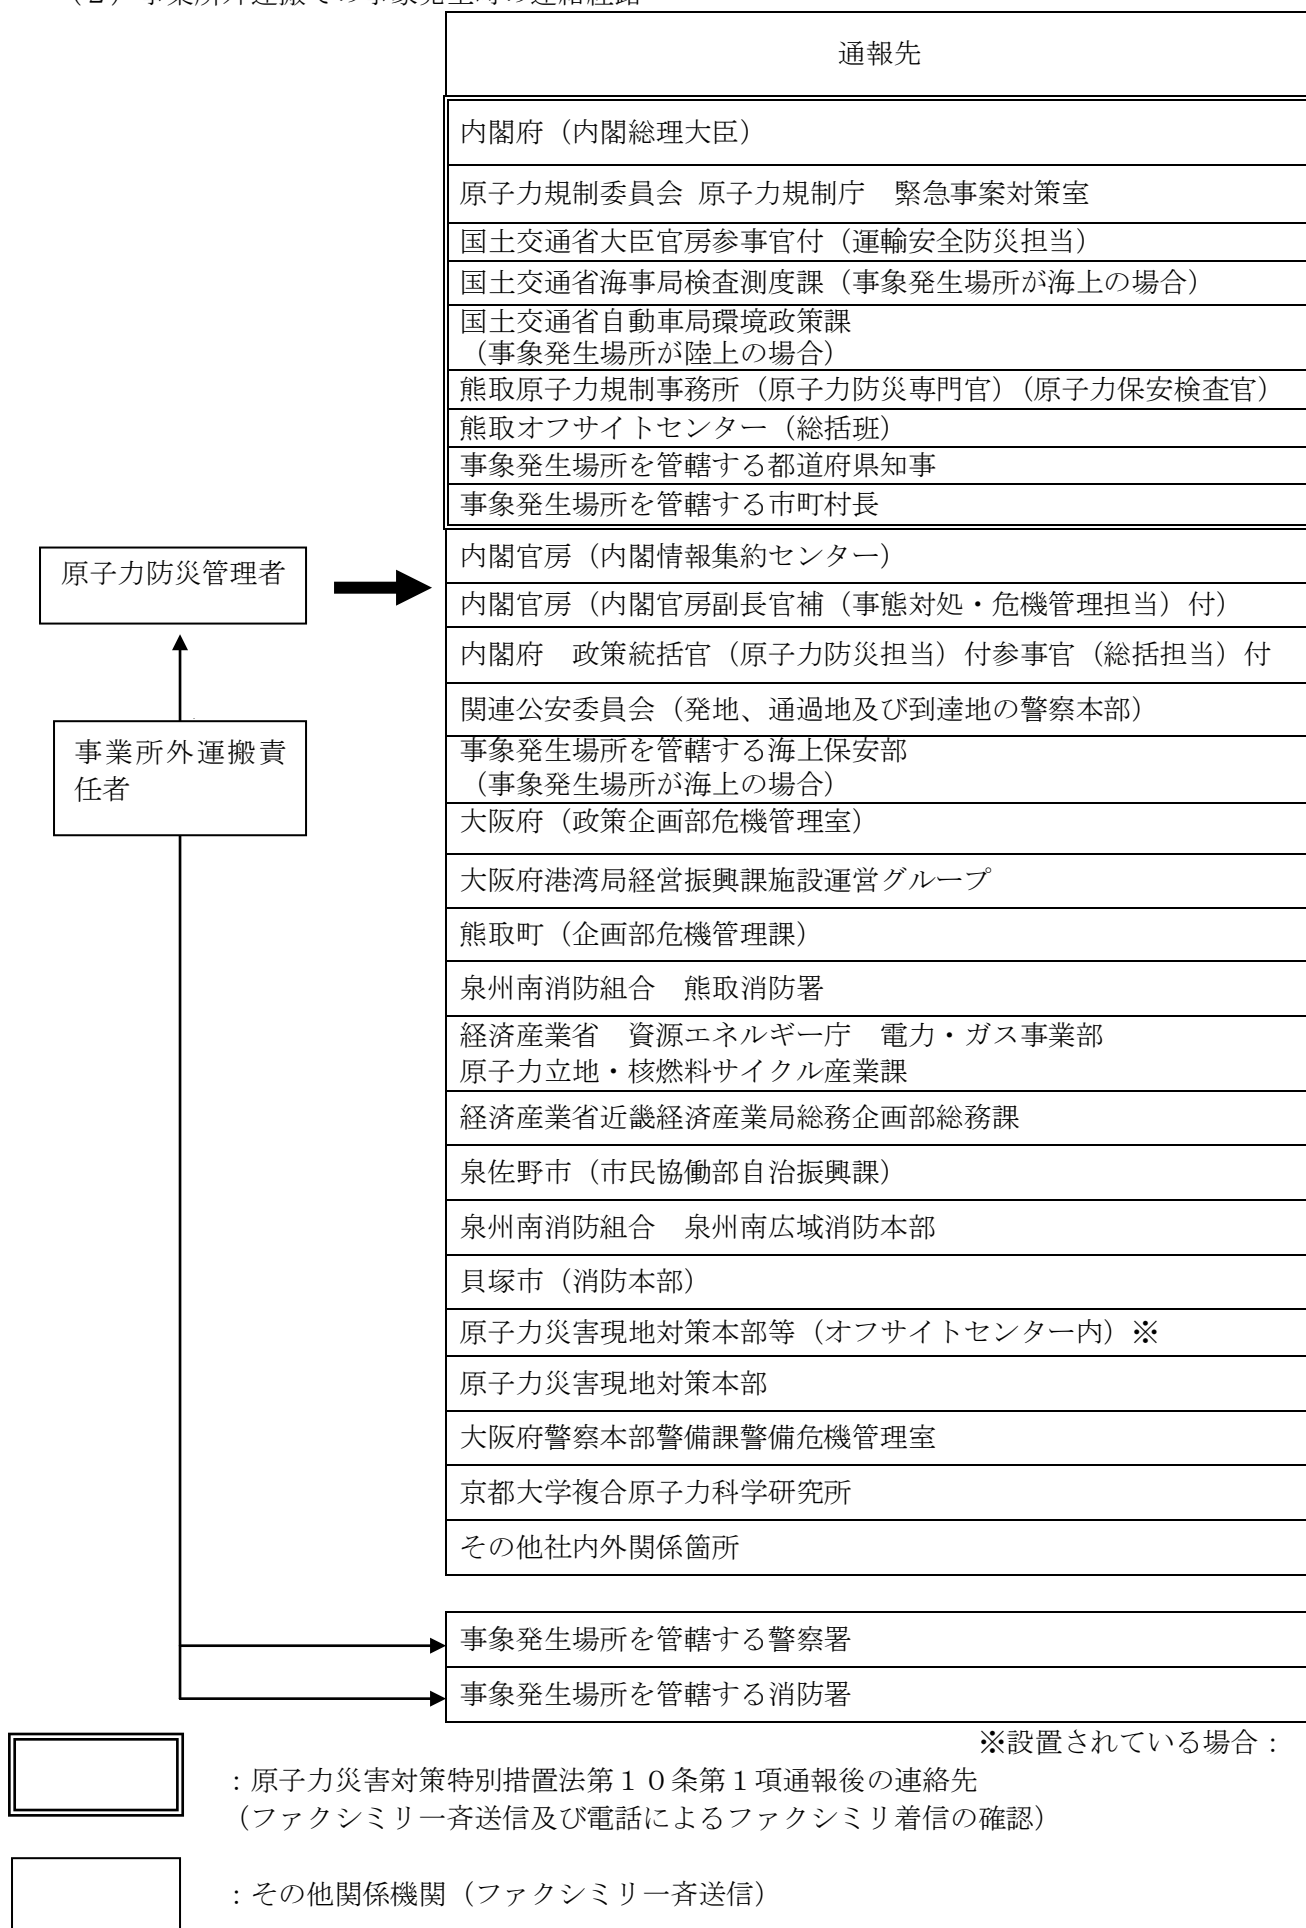 （２）事業所外運搬での事象発生時の連絡経路
通報先
内閣府（内閣総理大臣）
原子力規制委員会 原子力規制庁　緊急事案対策室
国土交通省大臣官房参事官付（運輸安全防災担当）
国土交通省海事局検査測度課（事象発生場所が海上の場合）
国土交通省自動車局環境政策課
（事象発生場所が陸上の場合）
熊取原子力規制事務所（原子力防災専門官）（原子力保安検査官）
熊取オフサイトセンター（総括班）
事象発生場所を管轄する都道府県知事
事象発生場所を管轄する市町村長
原子力防災管理者
事業所外運搬責
任者
内閣官房（内閣情報集約センター）
内閣官房（内閣官房副長官補（事態対処・危機管理担当）付）
内閣府　政策統括官（原子力防災担当）付参事官（総括担当）付
関連公安委員会（発地、通過地及び到達地の警察本部）
事象発生場所を管轄する海上保安部
（事象発生場所が海上の場合）
大阪府（政策企画部危機管理室）
大阪府港湾局経営振興課施設運営グループ
熊取町（企画部危機管理課）
泉州南消防組合　熊取消防署
経済産業省　資源エネルギー庁　電力・ガス事業部
原子力立地・核燃料サイクル産業課
経済産業省近畿経済産業局総務企画部総務課
泉佐野市（市民協働部自治振興課）
泉州南消防組合　泉州南広域消防本部
貝塚市（消防本部）
原子力災害現地対策本部等（オフサイトセンター内）※
原子力災害現地対策本部
大阪府警察本部警備課警備危機管理室
京都大学複合原子力科学研究所
その他社内外関係箇所
事象発生場所を管轄する警察署
事象発生場所を管轄する消防署
※設置されている場合：
：原子力災害対策特別措置法第１０条第１項通報後の連絡先
（ファクシミリ一斉送信及び電話によるファクシミリ着信の確認）
：その他関係機関（ファクシミリ一斉送信）